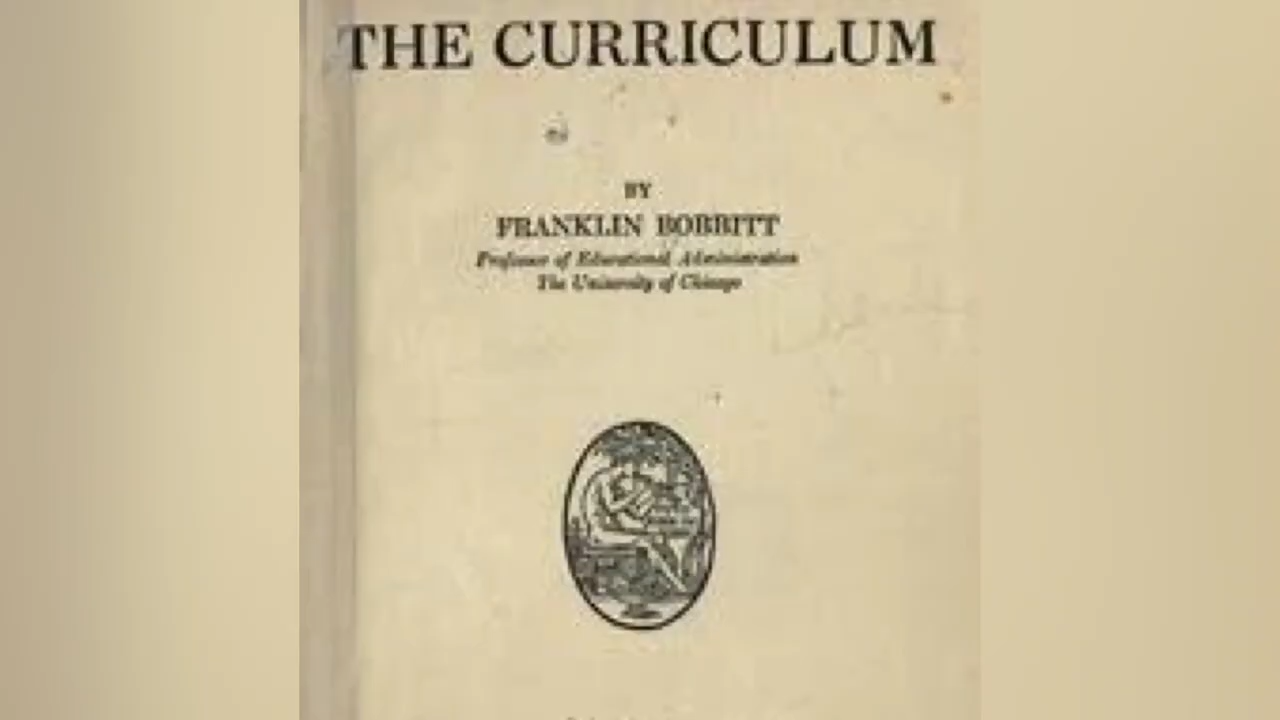 THE CURRICULUM
BY
FRANKLIN BOBBITT
Professor of Educational Administration
The University of Chicago